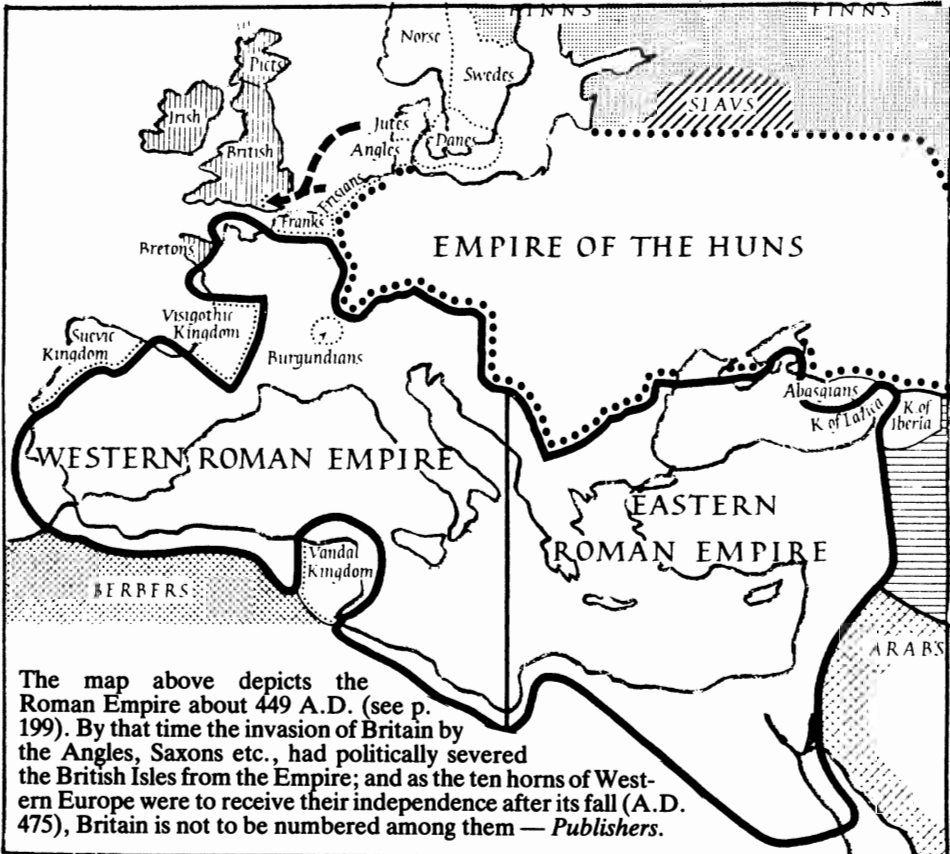 FINNS
FINNS
Norse
Picts
Swedes
SLAVS
Irish
Jutes
Danes
British
Angles
Frisians
Franks
EMPIRE OF THE HUNS
Bretons
Visigothic
Kingdom
Suevic
Kingdom
Burgundians
Abasgians
K of Lazica
K of
Iberia
WESTERN ROMAN EMPIRE
EASTERN
ROMAN EMPIRE
Vandal
Kingdom
BERBERS
ARABS
The map above depicts the
Roman Empire about 449 A.D. (see p.
199). By that time the invasion of Britain by
the Angles, Saxons etc., had politically severed
the British Isles from the Empire; and as the ten horns of West-
ern Europe were to receive their independence after its fall (A.D.
475), Britain is not to be numbered among them — Publishers.